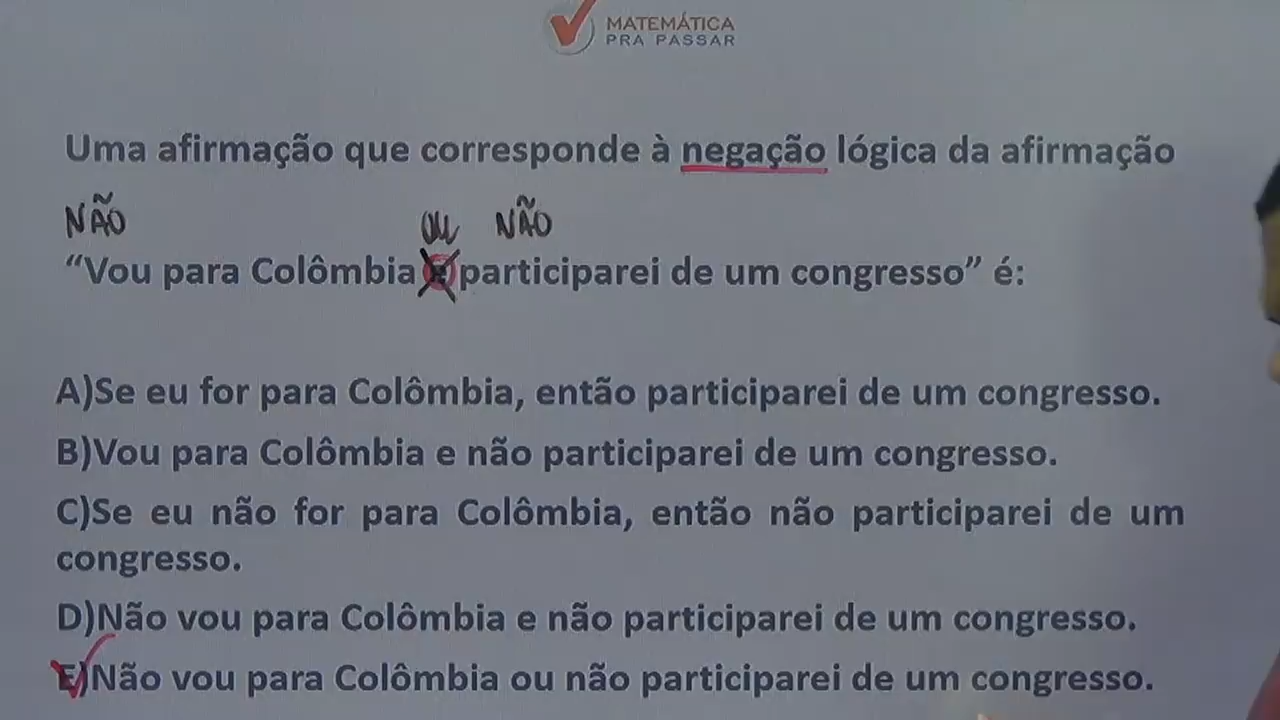 MATEMÁTICA
PRA PASSAR
Uma afirmação que corresponde à negação lógica da afirmação
NÃO ou NÃO
“Vou para Colômbia e participarei de um congresso” é:
A)Se eu for para Colômbia, então participarei de um congresso.
B)Vou para Colômbia e não participarei de um congresso.
C)Se eu não for para Colômbia, então não participarei de um
congresso.
D)Não vou para Colômbia e não participarei de um congresso.
E)Não vou para Colômbia ou não participarei de um congresso.